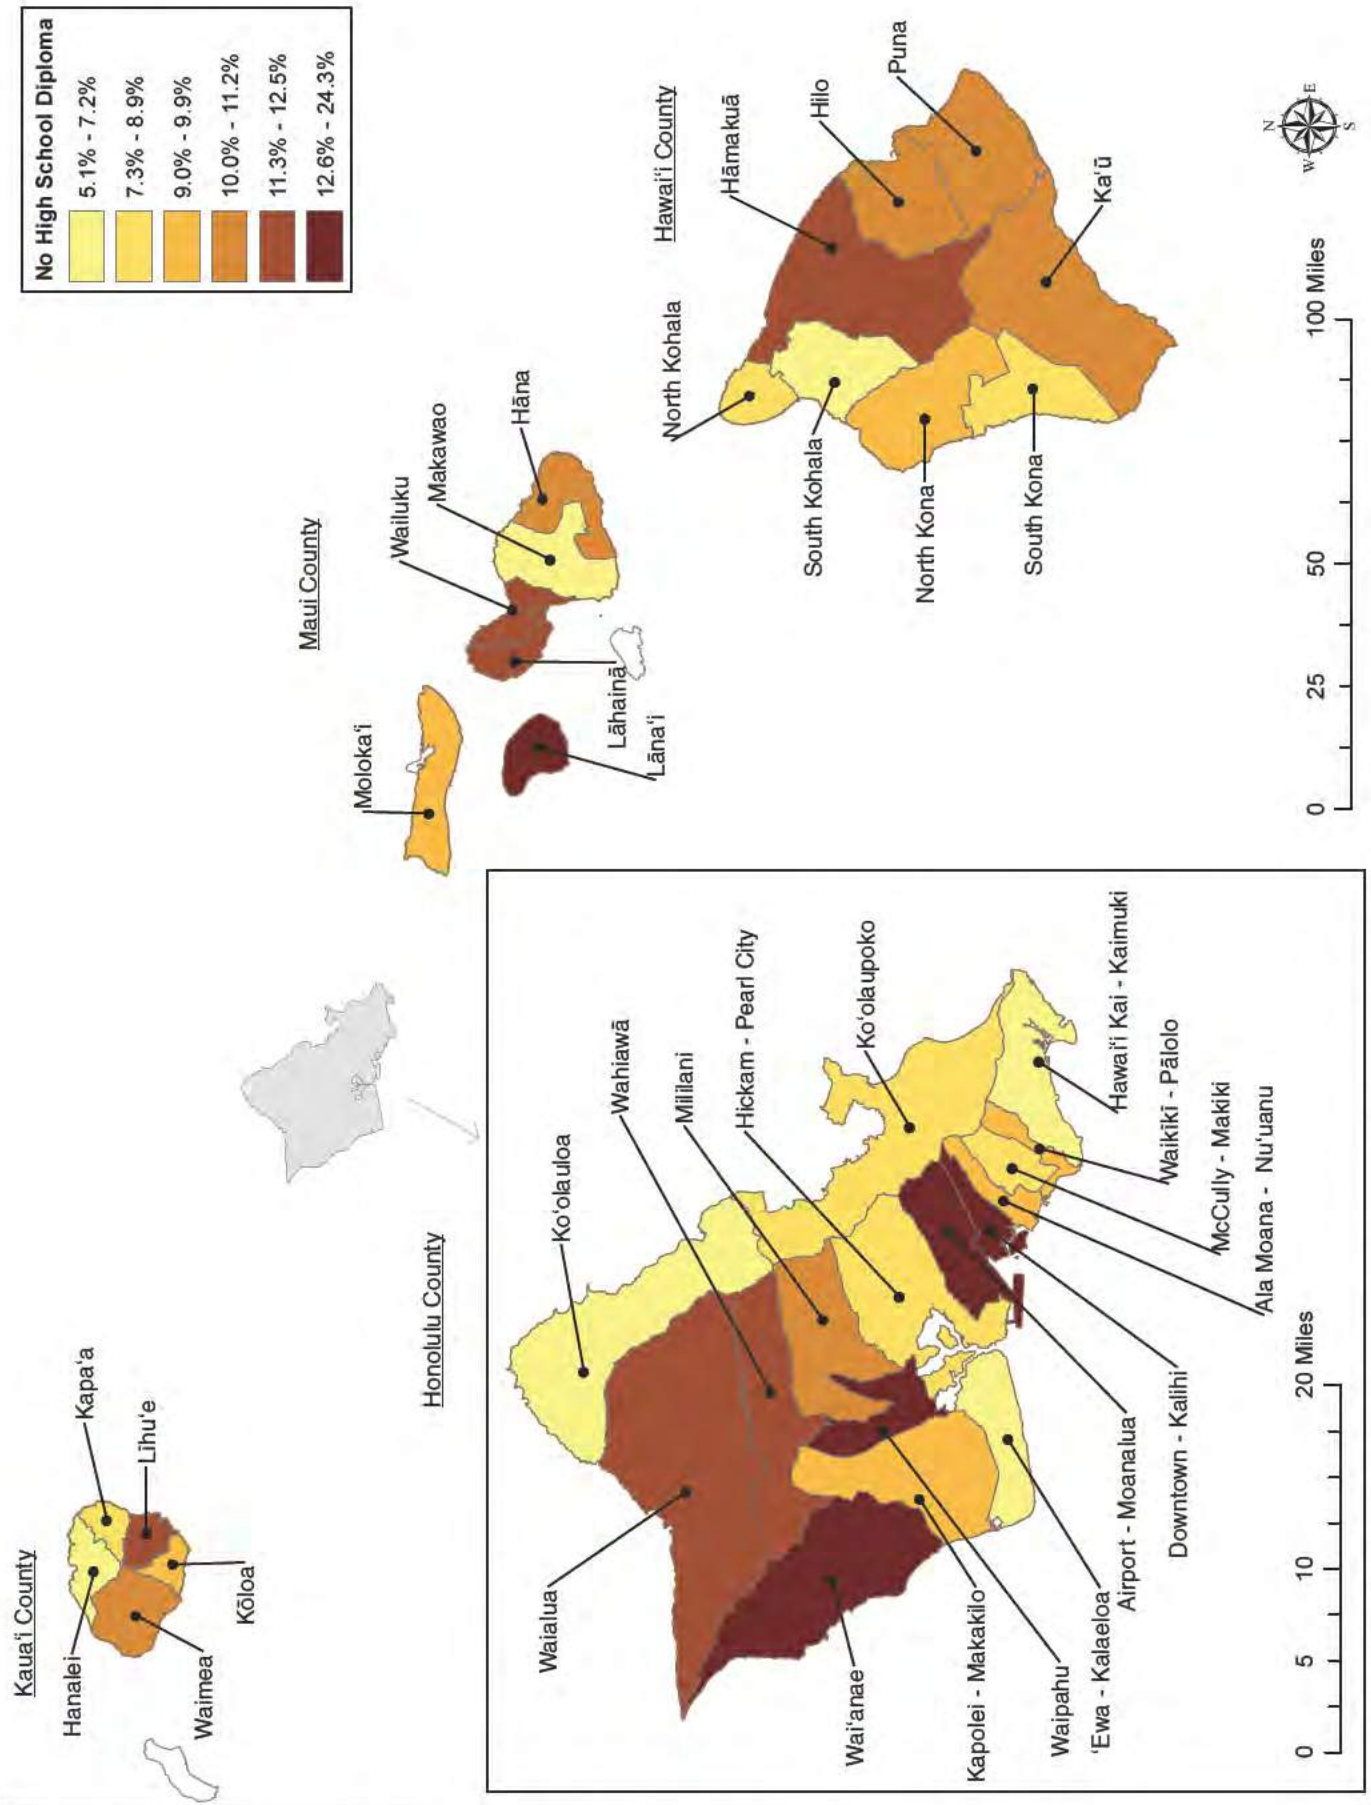 No High School Diploma
5.1% - 7.2%
7.3% - 8.9%
9.0% - 9.9%
10.0% - 11.2%
11.3% - 12.5%
12.6% - 24.3%
Kaua'i County
Hanalei
Kapa'a
Līhu'e
Waimea
Kōloa
Maui County
Moloka'i
Wailuku
Makawao
Hāna
Lāhainā
Lāna'i
Hawai'i County
North Kohala
Hāmakuā
Hilo
Puna
South Kohala
North Kona
South Kona
Ka'ū
Honolulu County
Ko'olauloa
Wahiawā
Mililani
Hickam - Pearl City
Ko'olaupoko
Waialua
Wai'anae
Kapolei - Makakilo
Waipahu
'Ewa - Kalaeloa
Airport - Moanalua
Downtown - Kalihi
Ala Moana - Nu'uanu
McCully - Makiki
Waikiki - Pālolo
Hawai'i Kai - Kaimuki
0 5 10 20 Miles
0 25 50 100 Miles
N
W E
S